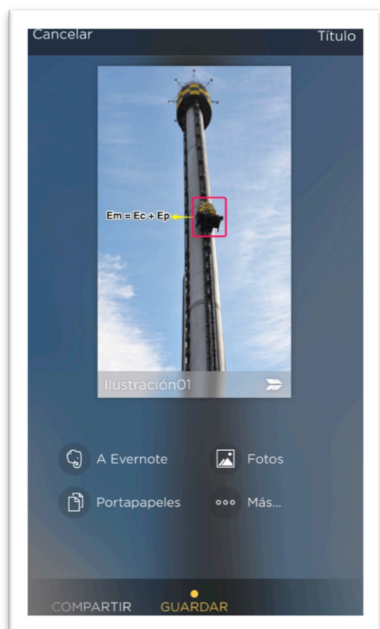 Cancelar
Título
Em = Ec + Ep
Ilustración01
A Evernote
Fotos
Portapapeles
Más...
COMPARTIR
GUARDAR